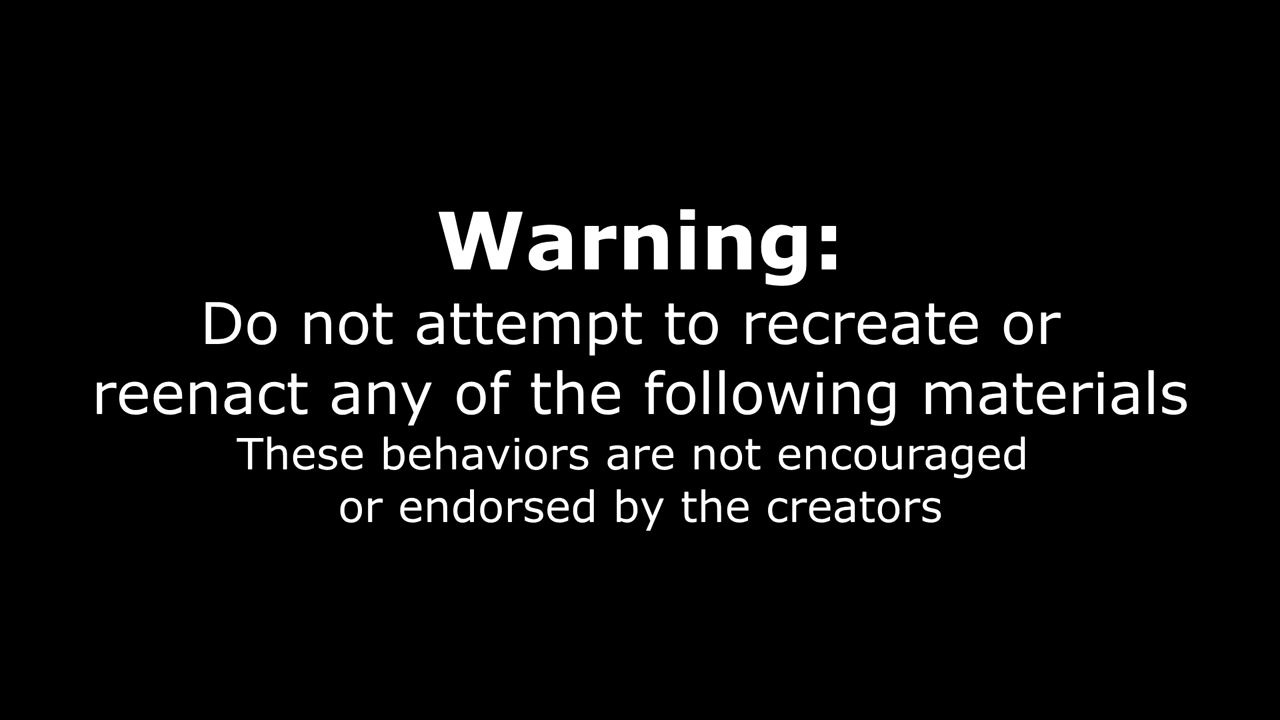 Warning:
Do not attempt to recreate or
reenact any of the following materials
These behaviors are not encouraged
or endorsed by the creators